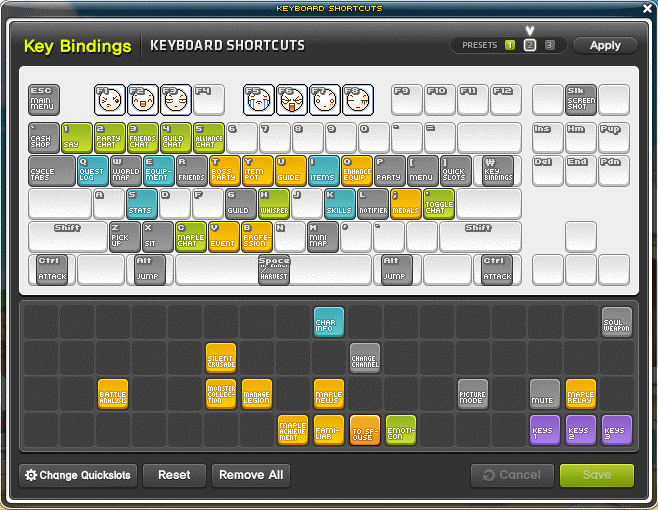 KEYBOARD SHORTCUTS
Key Bindings KEYBOARD SHORTCUTS PRESETS 1 2 3 Apply
ESC F1 F2 F3 F4 F5 F6 F7 F8 F9 F10 F11 F12 Slk
MAIN MENU SCREEN SHOT
` 1 2 3 4 5 6 7 8 9 0 - = Ins Hm Pup
CASH SHOP SAY PARTY CHAT FRIENDS CHAT GUILD CHAT ALLIANCE CHAT
Q W E R T Y U I O P [ ] ₩ Del End Pdn
CYCLE TABS QUEST LOG WORLD MAP EQUIP-MENT FRIENDS BOSS PARTY ITEM POT GUIDE ITEMS ENHANCE EQUIP PARTY MENU QUICK SLOTS KEY BINDINGS
A S D F G H J K L ; '
STATS GUILD WHISPER SKILLS NOTIFIER MEDALS TOGGLE CHAT
Shift Z X C V B N M , . Shift
PICK UP SIT MAPLE CHAT EVENT PROFES-SION MINI MAP
Ctrl Alt Space Alt Ctrl
ATTACK JUMP HARVEST JUMP ATTACK
CHAR INFO SOUL WEAPON
SILENT CRUSADE CHANGE CHANNEL
BATTLE ANALYSIS MONSTER COLLEC-TION MANAGE LEGION MAPLE NEWS PICTURE MODE MUTE MAPLE RELAY
MAPLE ACHIEVE MENT FAMI-LIAR TO SP-OUSE EMOTI-CON KEYS 1 KEYS 2 KEYS 3
Change Quickslots Reset Remove All Cancel Save